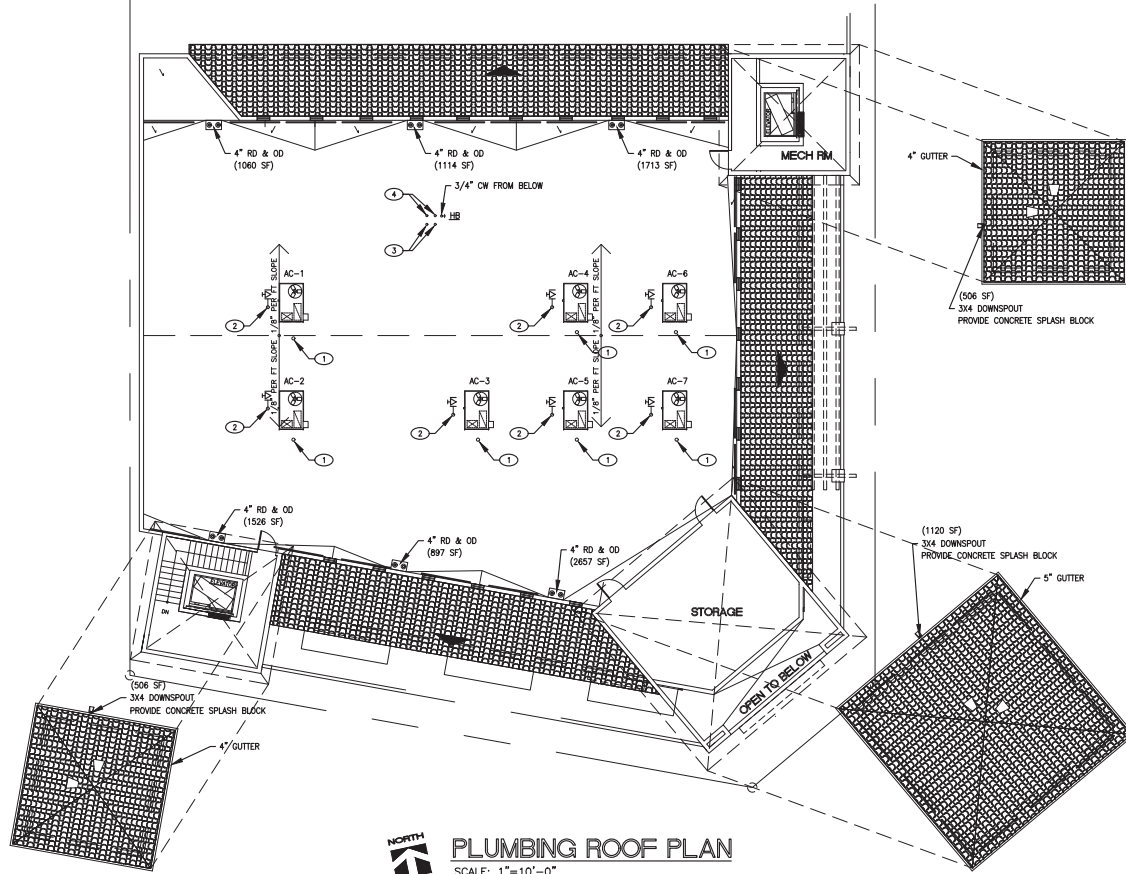 4" RD & OD
(1060 SF)
4" RD & OD
(1114 SF)
4" RD & OD
(1713 SF)
MECH RM
4" GUTTER
4
3/4" CW FROM BELOW
HB
3
(506 SF)
3X4 DOWNSPOUT
PROVIDE CONCRETE SPLASH BLOCK
1/8" PER FT SLOPE
1/8" PER FT SLOPE
AC-1
AC-4
AC-6
2
2
2
1
1
1
1/8" PER FT SLOPE
1/8" PER FT SLOPE
AC-2
AC-3
AC-5
AC-7
2
2
2
2
1
1
1
1
4" RD & OD
(1526 SF)
4" RD & OD
(897 SF)
4" RD & OD
(2657 SF)
ELEVATOR
DN
STORAGE
OPEN TO BELOW
(1120 SF)
3X4 DOWNSPOUT
PROVIDE CONCRETE SPLASH BLOCK
5" GUTTER
(506 SF)
3X4 DOWNSPOUT
PROVIDE CONCRETE SPLASH BLOCK
4" GUTTER
NORTH
PLUMBING ROOF PLAN
SCALE: 1"=10'-0"